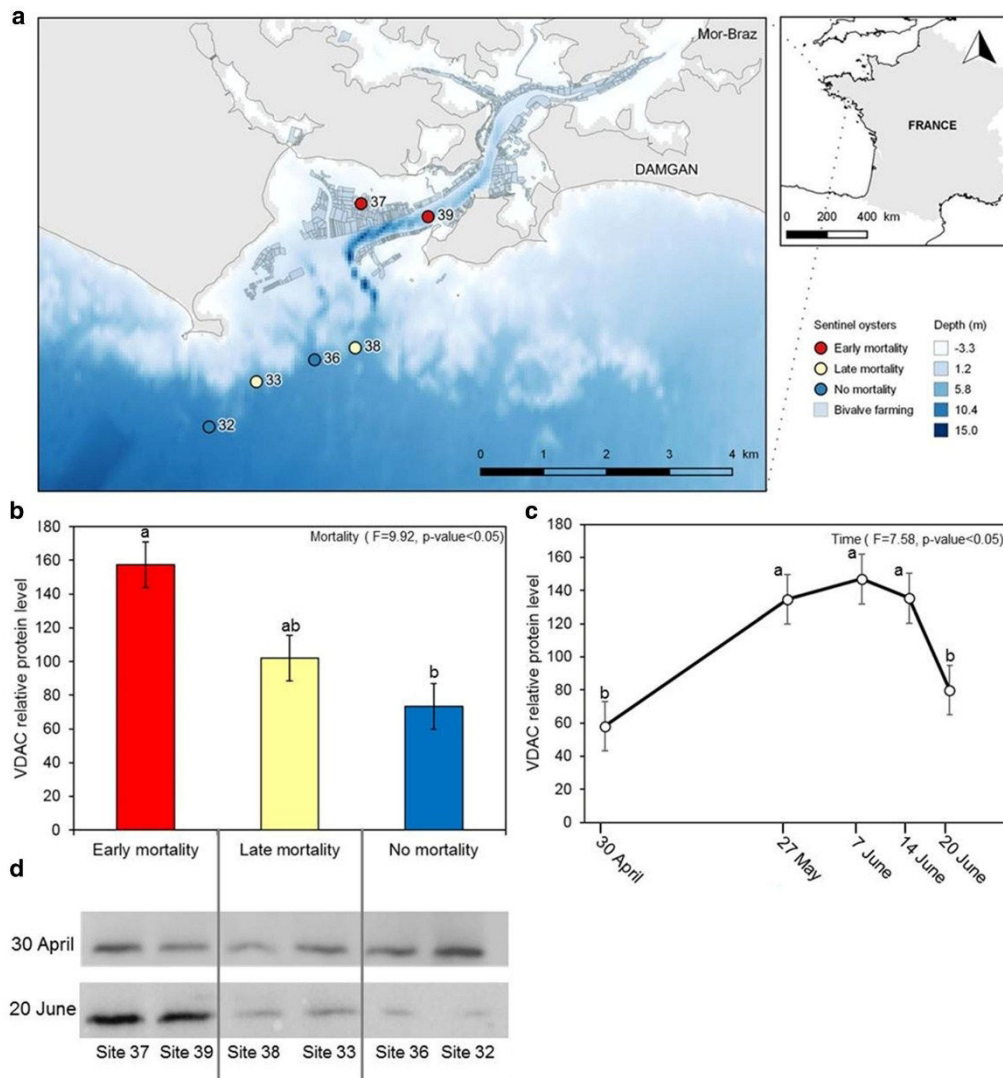 a
Mor-Braz
DAMGAN
37
39
38
36
33
32
0 1 2 3 4 km
FRANCE
0 200 400 km
Sentinel oysters
Early mortality
Late mortality
No mortality
Bivalve farming
Depth (m)
-3.3
1.2
5.8
10.4
15.0
b
Mortality ( F=9.92, p-value<0.05)
VDAC relative protein level
180
160
140
120
100
80
60
40
20
0
a
ab
b
Early mortality
Late mortality
No mortality
c
Time ( F=7.58, p-value<0.05)
VDAC relative protein level
180
160
140
120
100
80
60
40
20
0
b
a
a
a
b
30 April
27 May
7 June
14 June
20 June
d
30 April
20 June
Site 37 Site 39 Site 38 Site 33 Site 36 Site 32